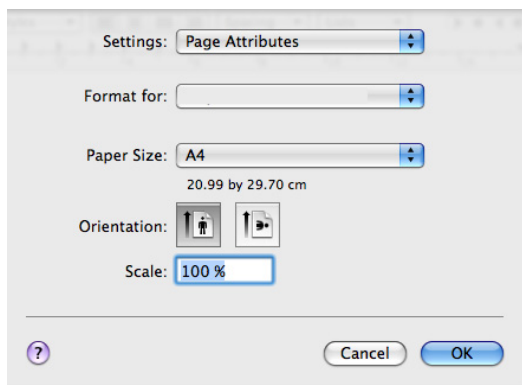 Settings: Page Attributes
Format for:
Paper Size: A4
20.99 by 29.70 cm
Orientation:
Scale: 100 %
?
Cancel OK